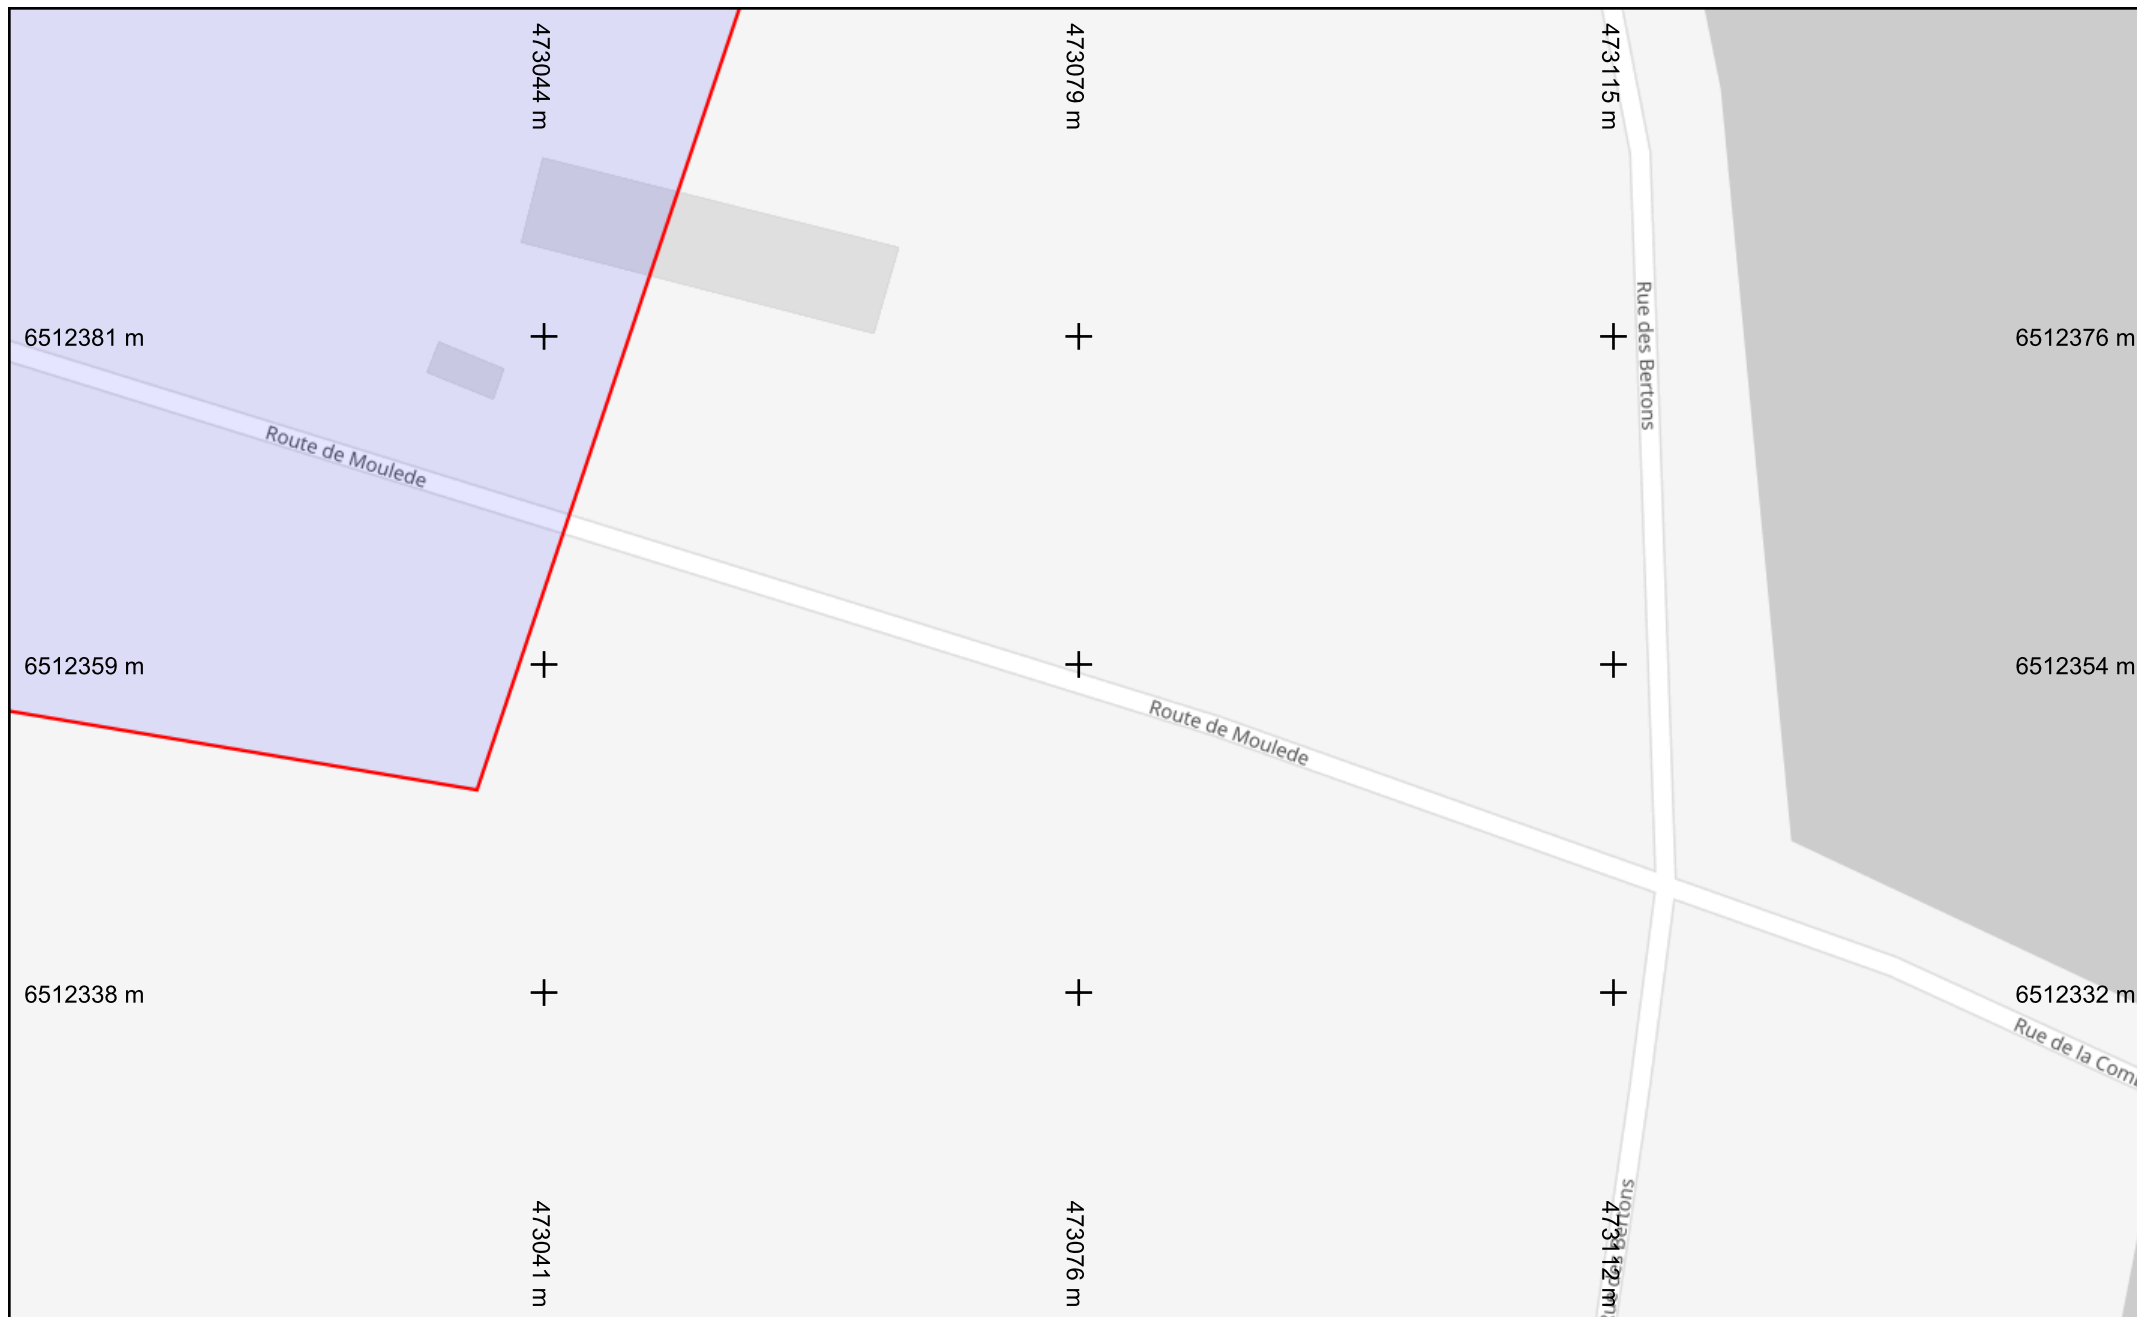 473044 m
473079 m
473115 m
Rue des Bertons
6512381 m
6512376 m
Route de Moulede
6512359 m
6512354 m
Route de Moulede
6512338 m
6512332 m
Rue de la Com
473041 m
473076 m
473112 m